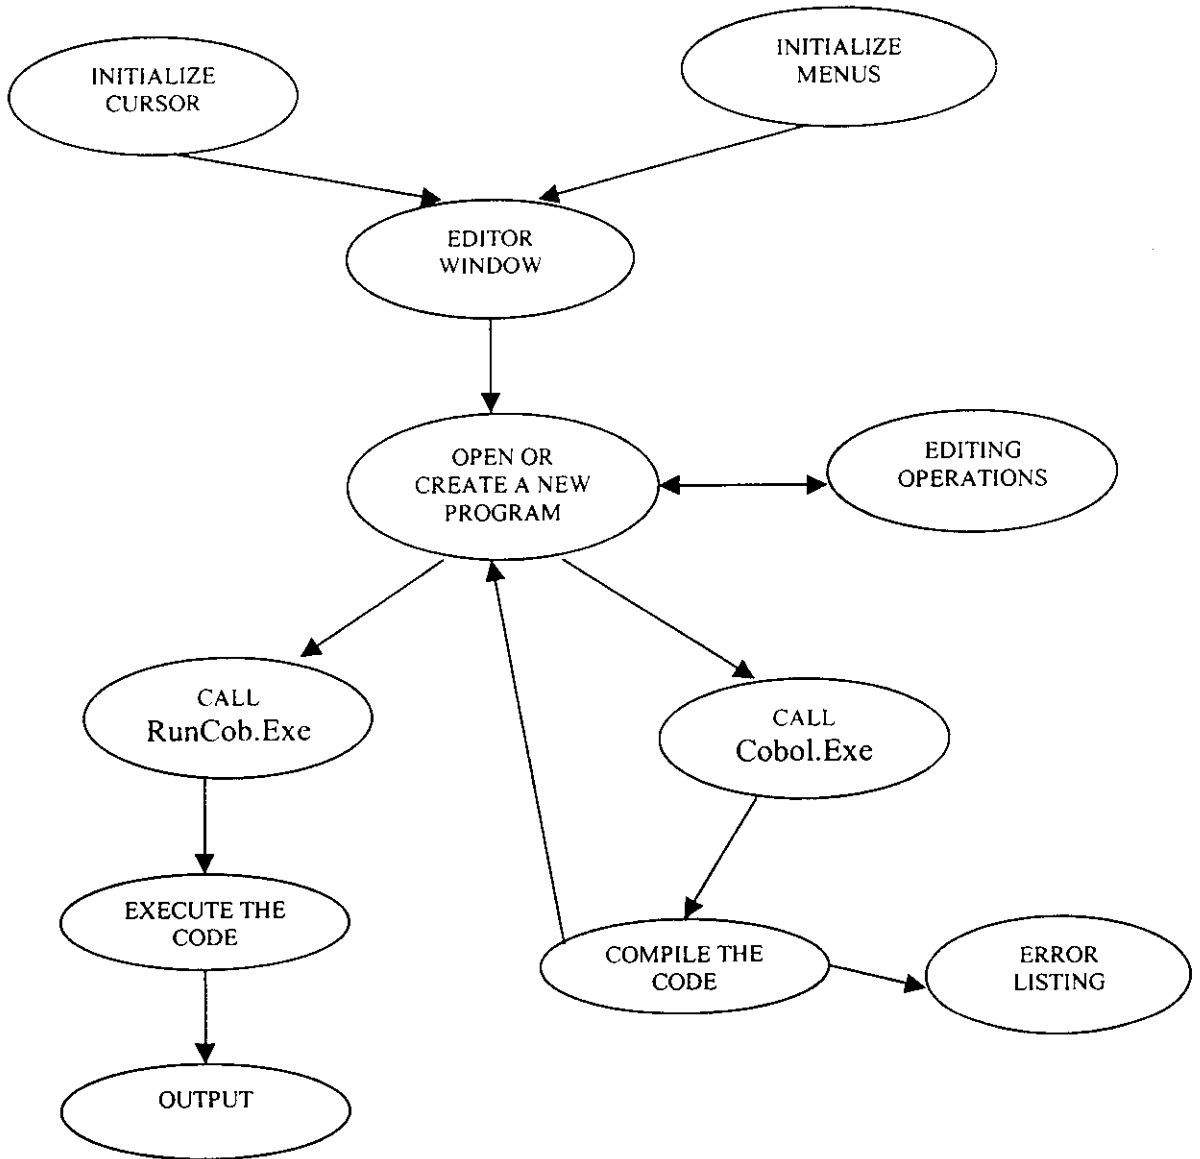 INITIALIZE
CURSOR
INITIALIZE
MENUS
EDITOR
WINDOW
OPEN OR
CREATE A NEW
PROGRAM
EDITING
OPERATIONS
CALL
RunCob.Exe
CALL
Cobol.Exe
EXECUTE THE
CODE
COMPILE THE
CODE
ERROR
LISTING
OUTPUT